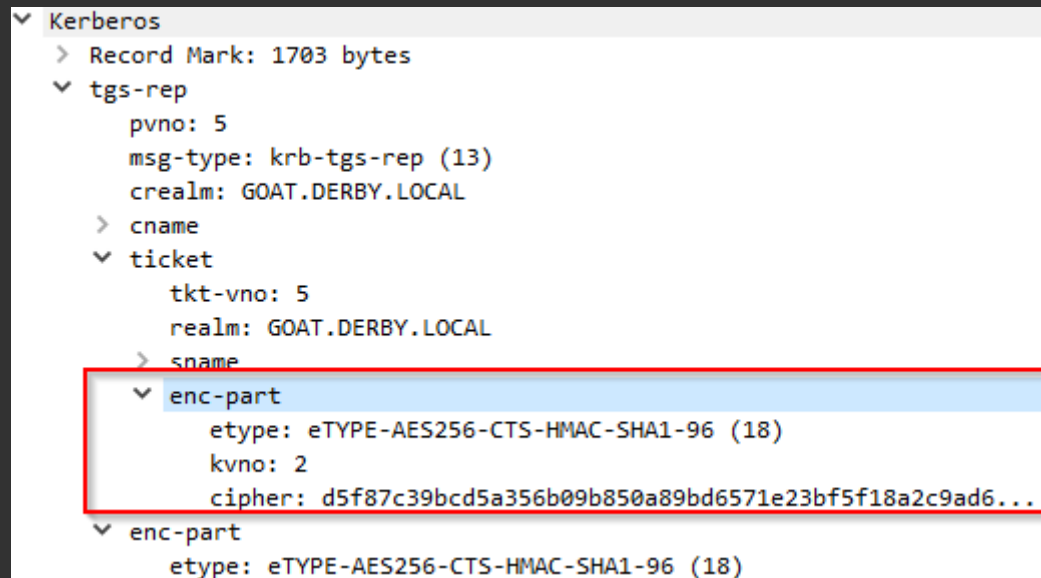 Kerberos
Record Mark: 1703 bytes
tgs-rep
pvno: 5
msg-type: krb-tgs-rep (13)
crealm: GOAT.DERBY.LOCAL
cname
ticket
tkt-vno: 5
realm: GOAT.DERBY.LOCAL
sname
enc-part
etype: eTYPE-AES256-CTS-HMAC-SHA1-96 (18)
kvno: 2
cipher: d5f87c39bcd5a356b09b850a89bd6571e23bf5f18a2c9ad6...
enc-part
etype: eTYPE-AES256-CTS-HMAC-SHA1-96 (18)